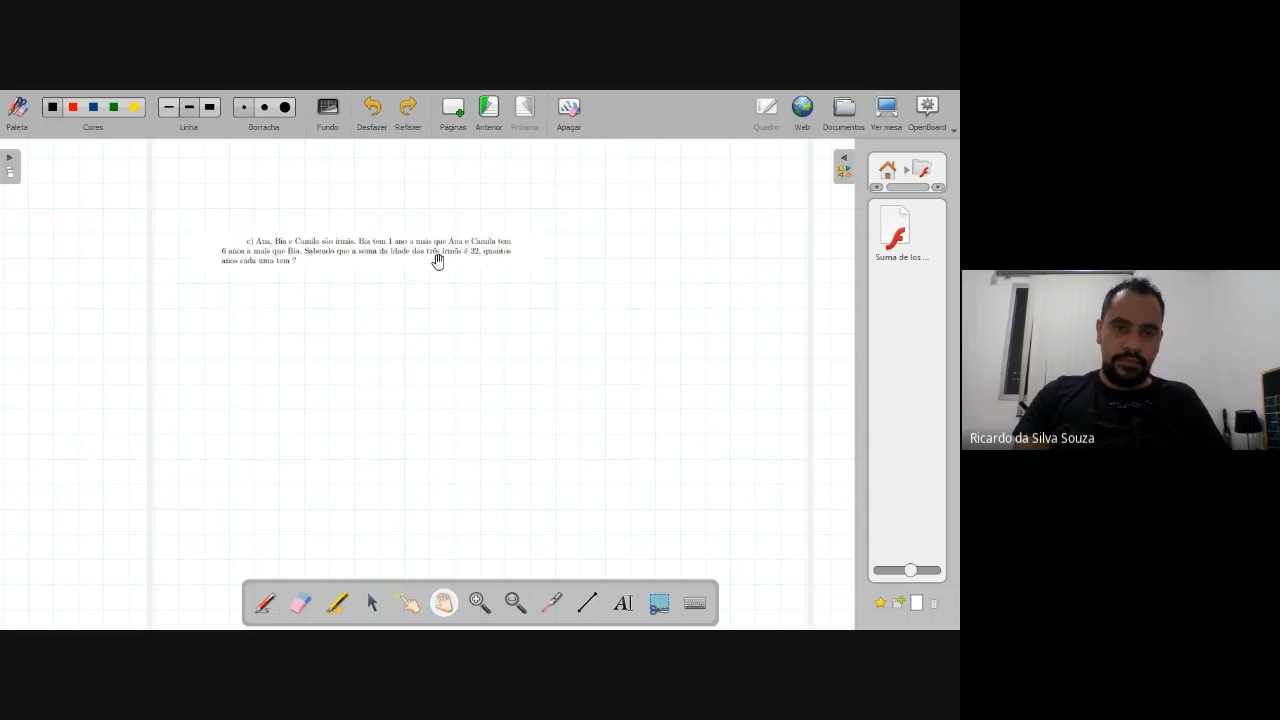 Paleta
Cores
Linha
Borracha
Fundo
Desfazer
Refazer
Páginas
Anterior
Próximo
Apagar
Quadro
Web
Documentos
Ver mesa
OpenBoard
c) Ana, Bia e Camila são irmãs. Bia tem 1 ano a mais que Ana e Camila tem
6 anos a mais que Bia. Sabendo que a soma da idade das três irmãs é 32, quantos
anos cada uma tem ?
Suma de los ...
Ricardo da Silva Souza
AI